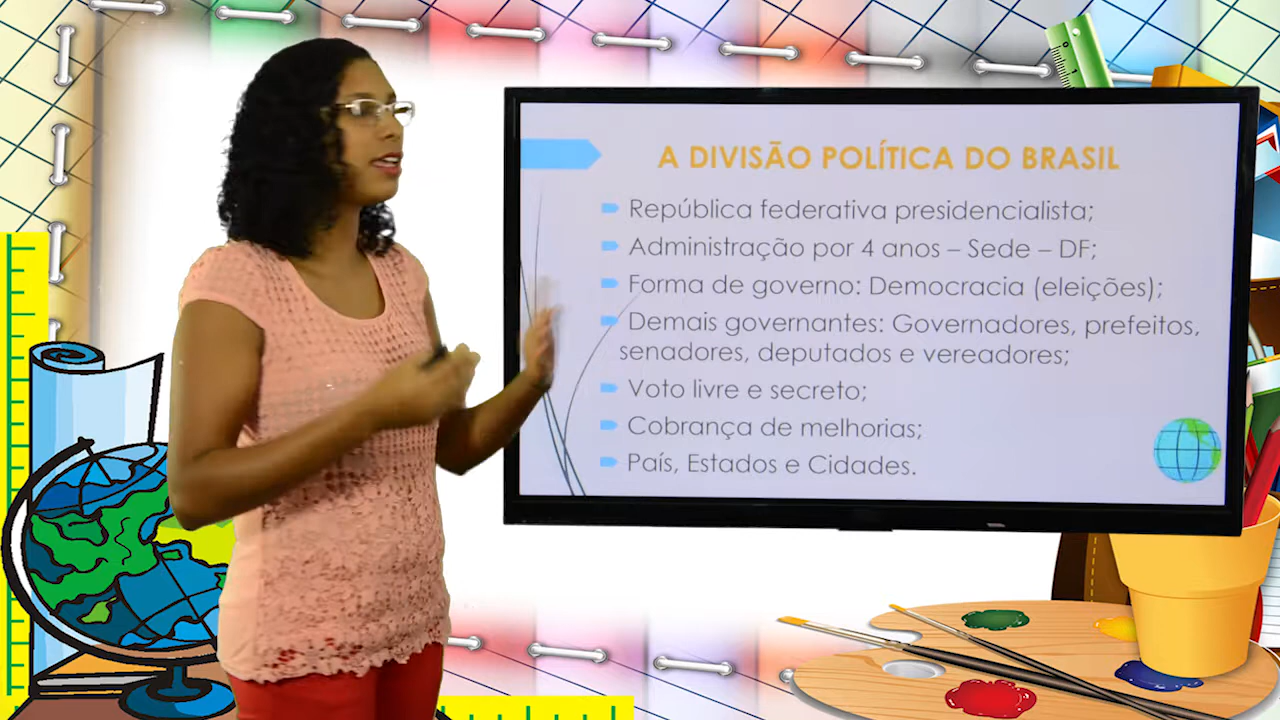 A DIVISÃO POLÍTICA DO BRASIL
República federativa presidencialista;
Administração por 4 anos – Sede – DF;
Forma de governo: Democracia (eleições);
Demais governantes: Governadores, prefeitos,
senadores, deputados e vereadores;
Voto livre e secreto;
Cobrança de melhorias;
País, Estados e Cidades.